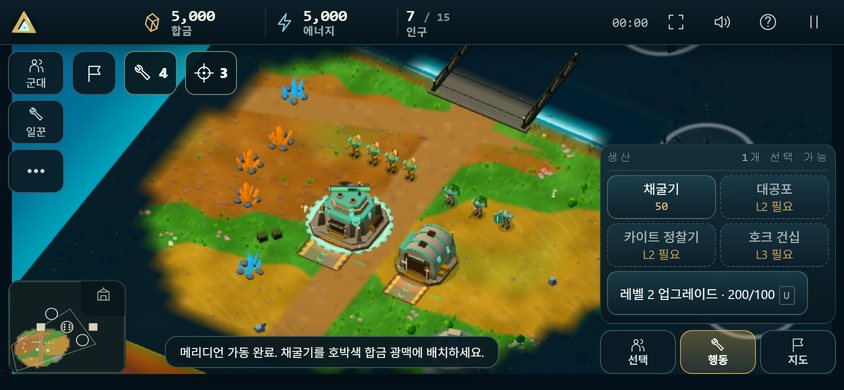 5,000
합금
5,000
에너지
7 / 15
인구
00:00
군대
4
3
일꾼
생산
1개 선택 가능
채굴기
50
대공포
L2 필요
카이트 정찰기
L2 필요
호크 건십
L3 필요
레벨 2 업그레이드 · 200/100 U
메리디언 가동 완료. 채굴기를 호박색 합금 광맥에 배치하세요.
선택
행동
지도